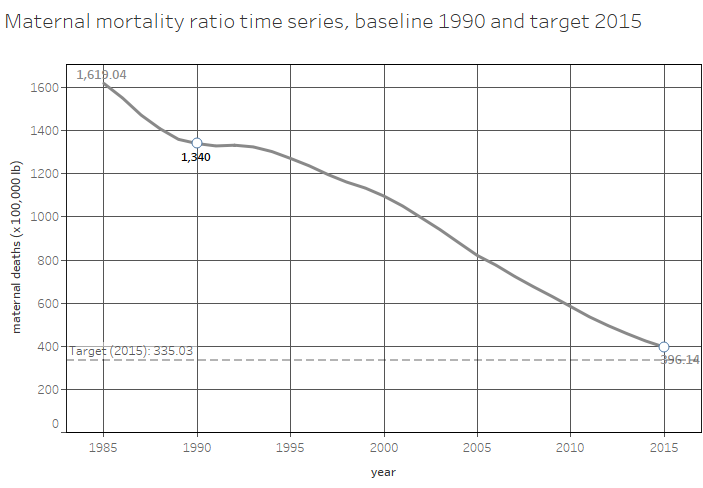 Maternal mortality ratio time series, baseline 1990 and target 2015
1,619.04
1600
1400
1,340
1200
1000
800
600
400
Target (2015): 335.03
396.14
200
0
maternal deaths (x 100,000 lb)
1985 1990 1995 2000 2005 2010 2015
year